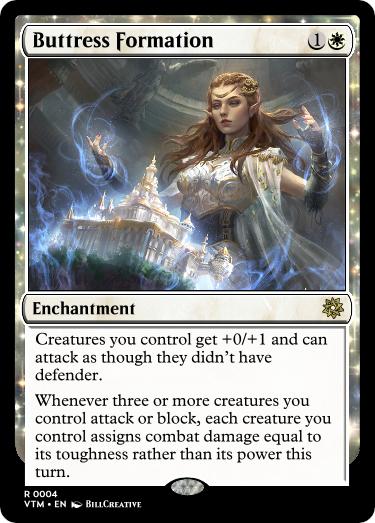 Buttress Formation
1
Enchantment
Creatures you control get +0/+1 and can
attack as though they didn't have
defender.
Whenever three or more creatures you
control attack or block, each creature you
control assigns combat damage equal to
its toughness rather than its power this
turn.
R 0004
VTM • EN BillCreative